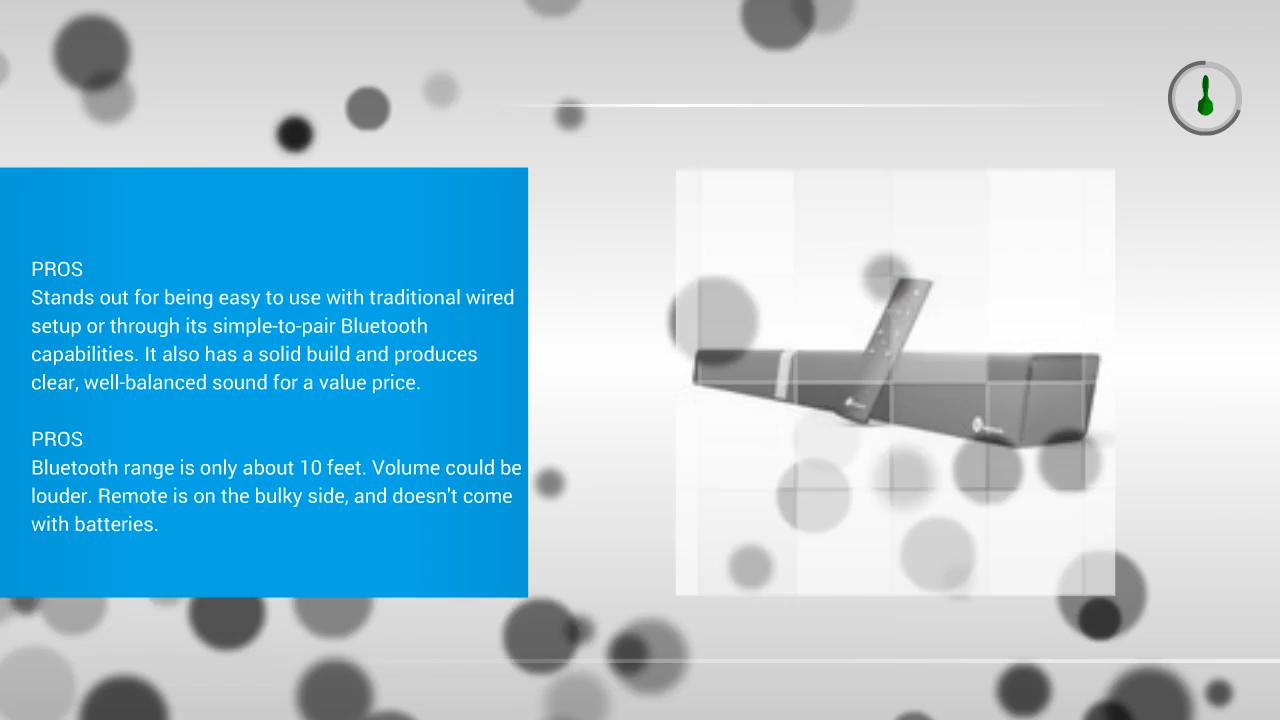 PROS
Stands out for being easy to use with traditional wired
setup or through its simple-to-pair Bluetooth
capabilities. It also has a solid build and produces
clear, well-balanced sound for a value price.
PROS
Bluetooth range is only about 10 feet. Volume could be
louder. Remote is on the bulky side, and doesn't come
with batteries.